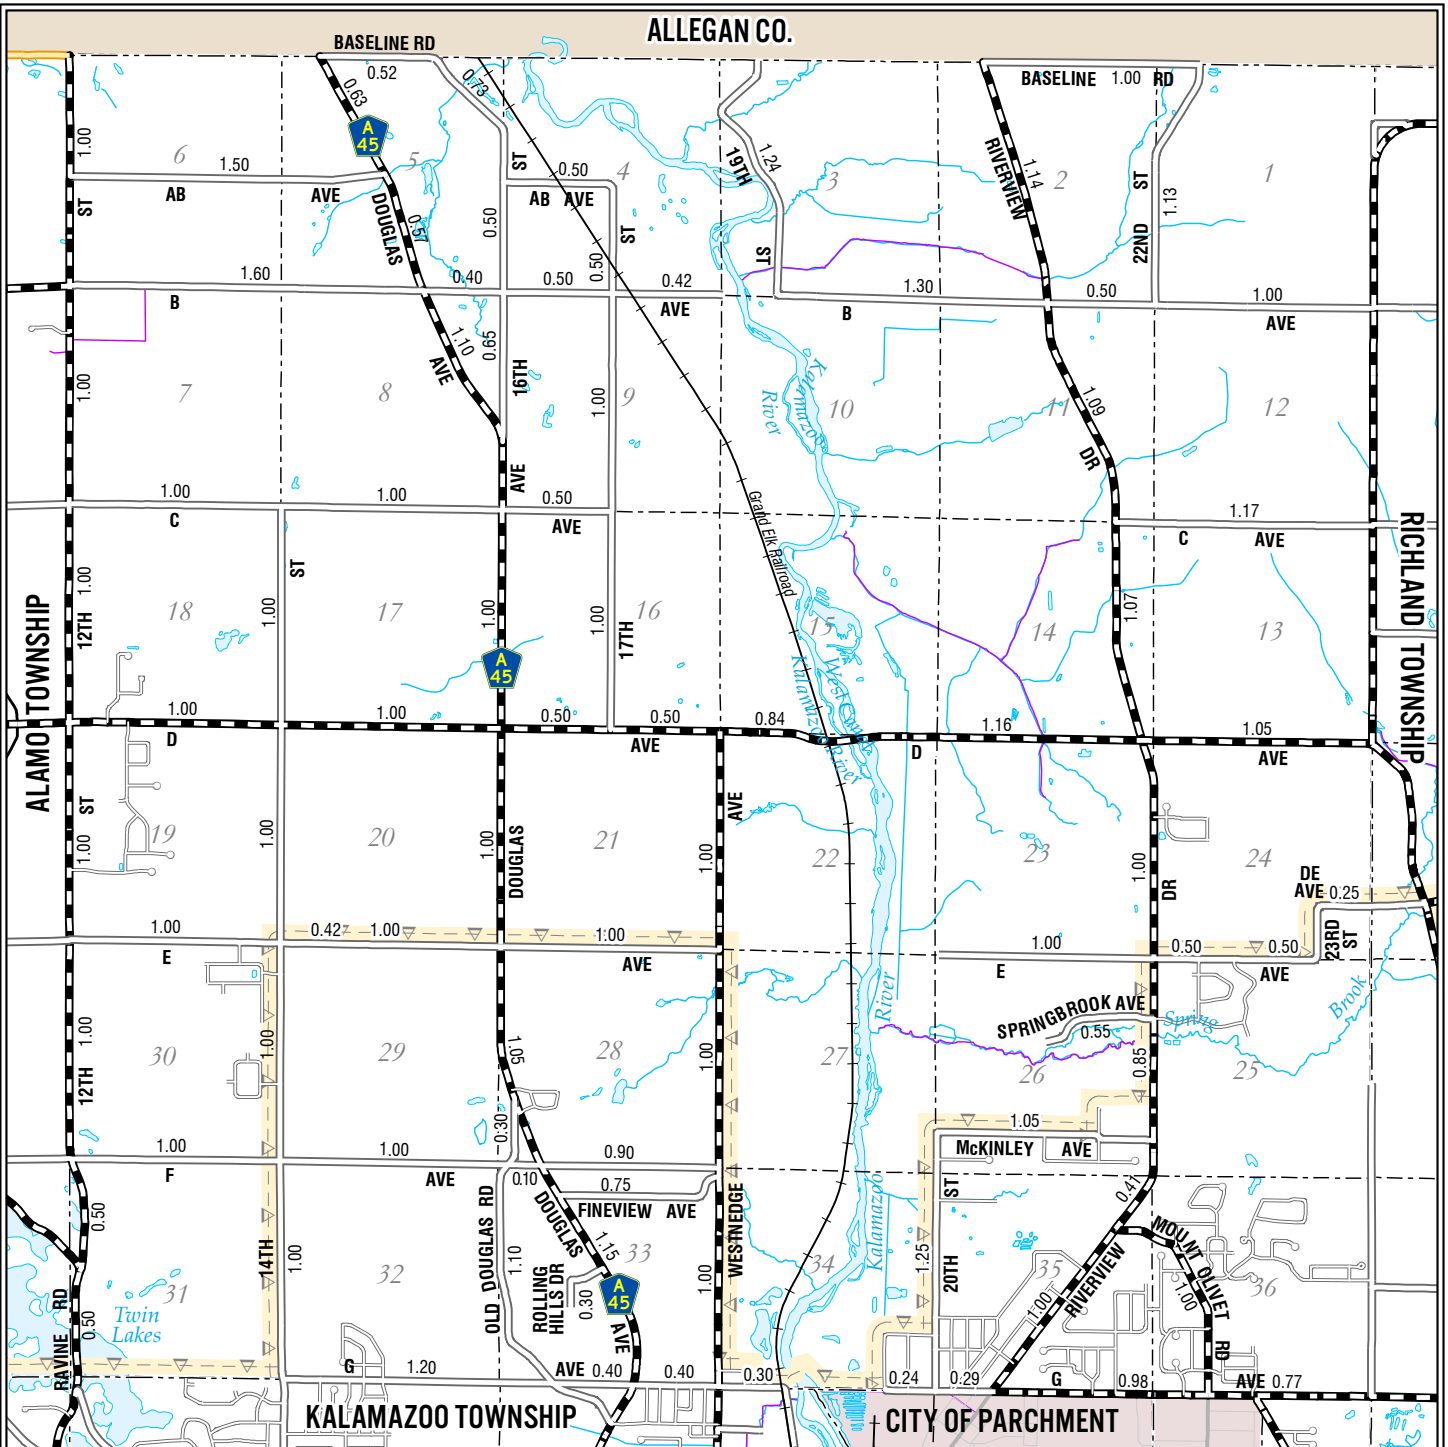 ALLEGAN CO.
BASELINE RD
0.52
0.73
0.63
A
45
BASELINE 1.00 RD
1.00
6
1.50
5
ST
0.50
4
19TH
1.24
3
RIVERVIEW
1.14
2
ST
1.13
1
ST
AB
AVE
DOUGLAS
0.57
0.50
AB AVE
ST
0.50
ST
22ND
1.60
0.40
0.50
0.42
1.30
0.50
1.00
B
AVE
B
AVE
1.10
0.65
AVE
16TH
1.00
7
8
1.00
9
Kalamazoo
River
10
11
1.09
12
DR
1.00
1.00
AVE
0.50
C
AVE
Grand Elk Railroad
1.17
C
AVE
RICHLAND TOWNSHIP
ALAMO TOWNSHIP
1.00
12TH
18
ST
1.00
17
1.00
A
45
1.00
17TH
16
15
West Count
Kalamazoo River
14
1.07
13
1.00
1.00
0.50
0.50
0.84
1.16
1.05
D
AVE
D
AVE
ST
1.00
19
1.00
20
1.00
DOUGLAS
21
AVE
1.00
22
23
1.00
DR
24
DE
AVE 0.25
23RD
ST
1.00
0.42
1.00
1.00
1.00
0.50
0.50
E
AVE
E
AVE
1.00
12TH
30
1.00
29
1.05
28
1.00
27
River
SPRINGBROOK AVE
0.55
Spring
Brook
26
0.85
25
1.00
1.00
0.30
0.90
1.05
McKINLEY AVE
F
AVE
0.10
0.75
FINEVIEW AVE
0.50
14TH
1.00
OLD DOUGLAS RD
1.10
DOUGLAS
1.15
33
WESTNEDGE
1.00
Kalamazoo
34
ST
1.25
20TH
0.41
MOUNT OLIVET
1.00
RD
35
1.00
RIVERVIEW
36
31
Twin
Lakes
32
ROLLING
HILLS DR
0.30
A
45
AVE
RAVINE RD
0.50
G
1.20
AVE 0.40
0.40
0.30
0.24
0.29
G
0.98
AVE 0.77
KALAMAZOO TOWNSHIP
CITY OF PARCHMENT